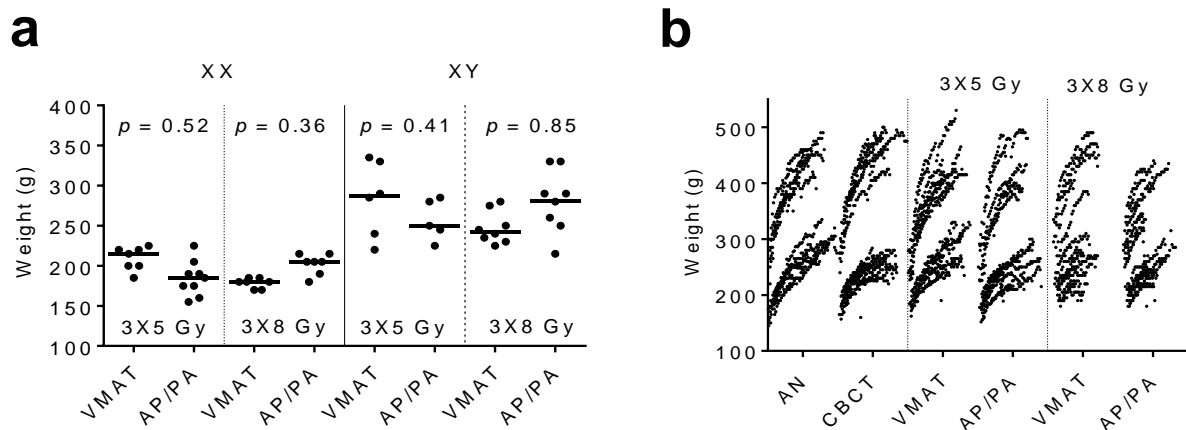 a
XX XY
Weight (g)
400
350
300
250
200
150
100
p = 0.52 p = 0.36 p = 0.41 p = 0.85
3X5 Gy 3X8 Gy 3X5 Gy 3X8 Gy
VMAT AP/PA VMAT AP/PA VMAT AP/PA VMAT AP/PA
b
3X5 Gy 3X8 Gy
Weight (g)
500
400
300
200
100
AN CBCT VMAT AP/PA VMAT AP/PA